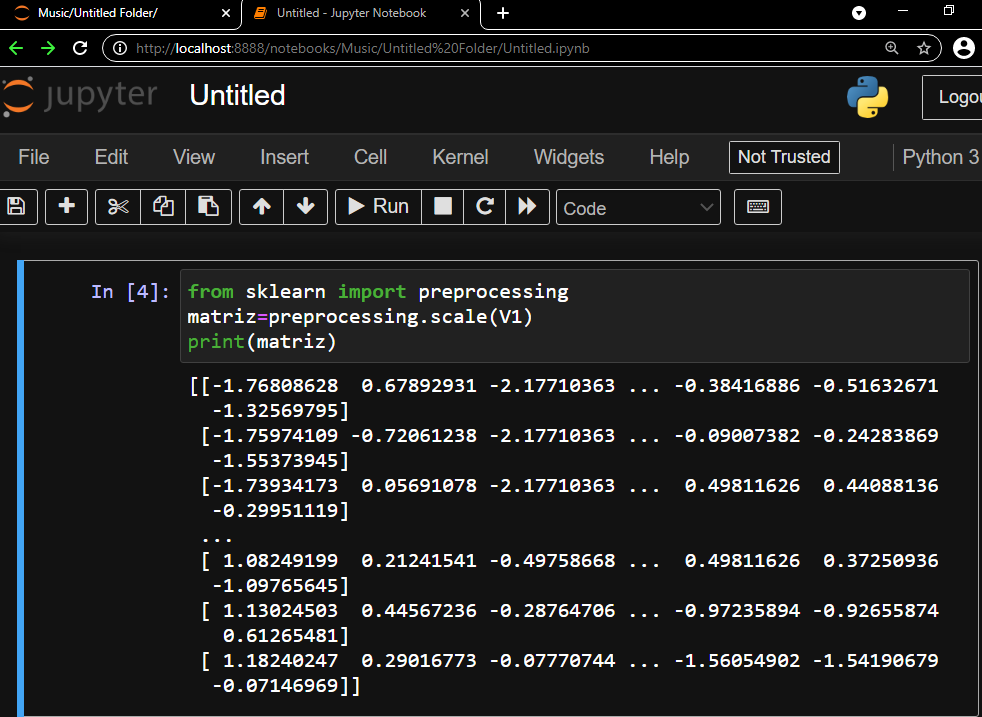 Music/Untitled Folder/
Untitled - Jupyter Notebook
http://localhost:8888/notebooks/Music/Untitled%20Folder/Untitled.ipynb
jupyter Untitled Logou
File Edit View Insert Cell Kernel Widgets Help Not Trusted Python 3
Run Code
In [4]: from sklearn import preprocessing
matriz=preprocessing.scale(V1)
print(matriz)
[[-1.76808628 0.67892931 -2.17710363 ... -0.38416886 -0.51632671
-1.32569795]
[-1.75974109 -0.72061238 -2.17710363 ... -0.09007382 -0.24283869
-1.55373945]
[-1.73934173 0.05691078 -2.17710363 ... 0.49811626 0.44088136
-0.29951119]
...
[ 1.08249199 0.21241541 -0.49758668 ... 0.49811626 0.37250936
-1.09765645]
[ 1.13024503 0.44567236 -0.28764706 ... -0.97235894 -0.92655874
0.61265481]
[ 1.18240247 0.29016773 -0.07770744 ... -1.56054902 -1.54190679
-0.07146969]]